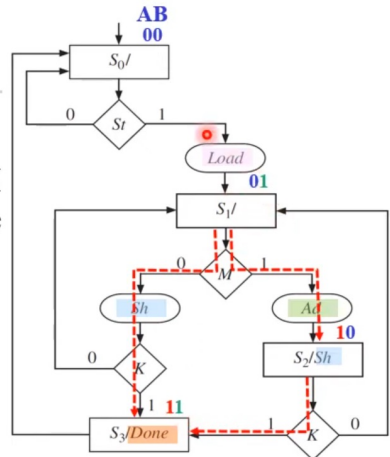 AB
00
S0/
0 St 1
Load
01
S1/
0 M 1
Sh Ad
10
0 K S2/Sh
1 11
S3/Done 1 K 0